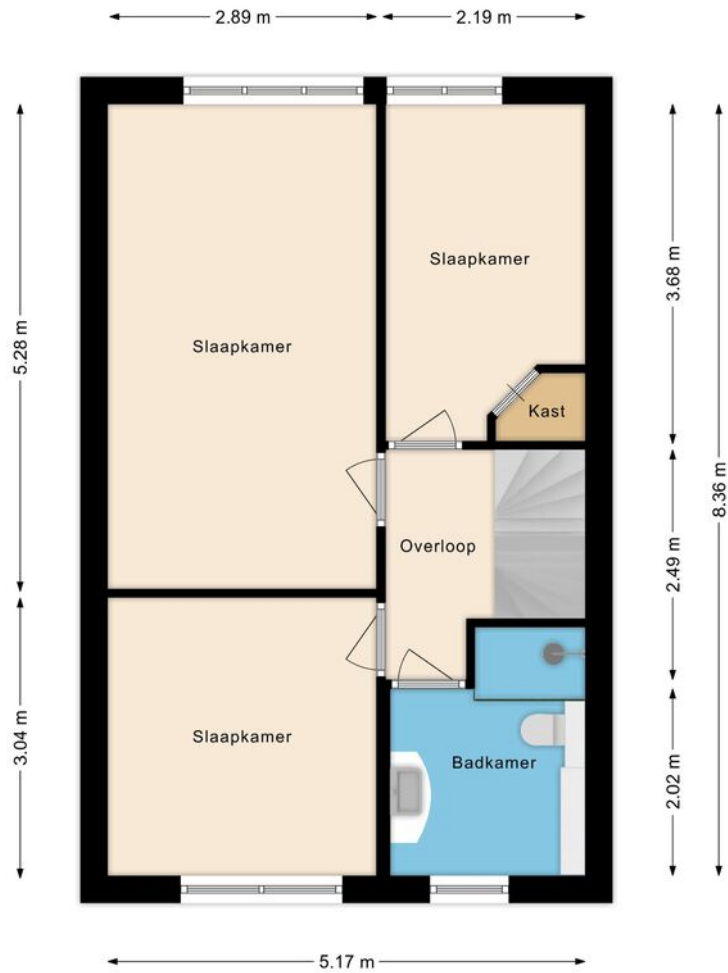 2.89 m
2.19 m
Slaapkamer
3.68 m
5.28 m
Slaapkamer
Kast
8.36 m
Overloop
2.49 m
3.04 m
Slaapkamer
Badkamer
2.02 m
5.17 m